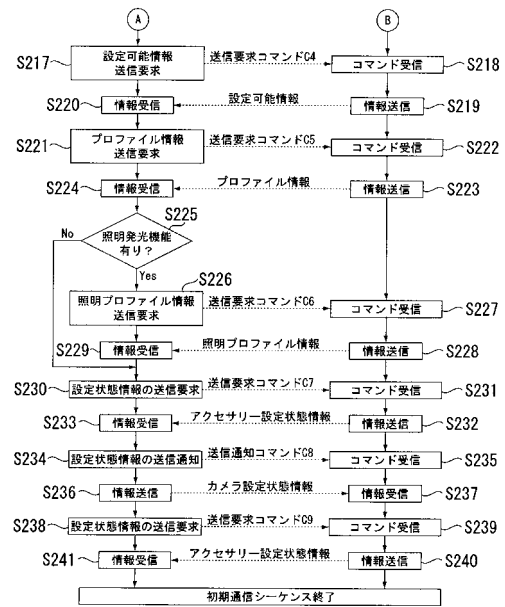 A
B
S217
設定可能情報
送信要求
送信要求コマンドC4
コマンド受信
S218
S220
情報受信
設定可能情報
情報送信
S219
S221
プロファイル情報
送信要求
送信要求コマンドC5
コマンド受信
S222
S224
情報受信
プロファイル情報
情報送信
S223
S225
No
照明発光機能
有り?
Yes
S226
照明プロファイル情報
送信要求
送信要求コマンドC6
コマンド受信
S227
S229
情報受信
照明プロファイル情報
情報送信
S228
S230
設定状態情報の送信要求
送信要求コマンドC7
コマンド受信
S231
S233
情報受信
アクセサリー設定状態情報
情報送信
S232
S234
設定状態情報の送信通知
送信通知コマンドC8
コマンド受信
S235
S236
情報送信
カメラ設定状態情報
情報受信
S237
S238
設定状態情報の送信要求
送信要求コマンドC9
コマンド受信
S239
S241
情報受信
アクセサリー設定状態情報
情報送信
S240
初期通信シーケンス終了